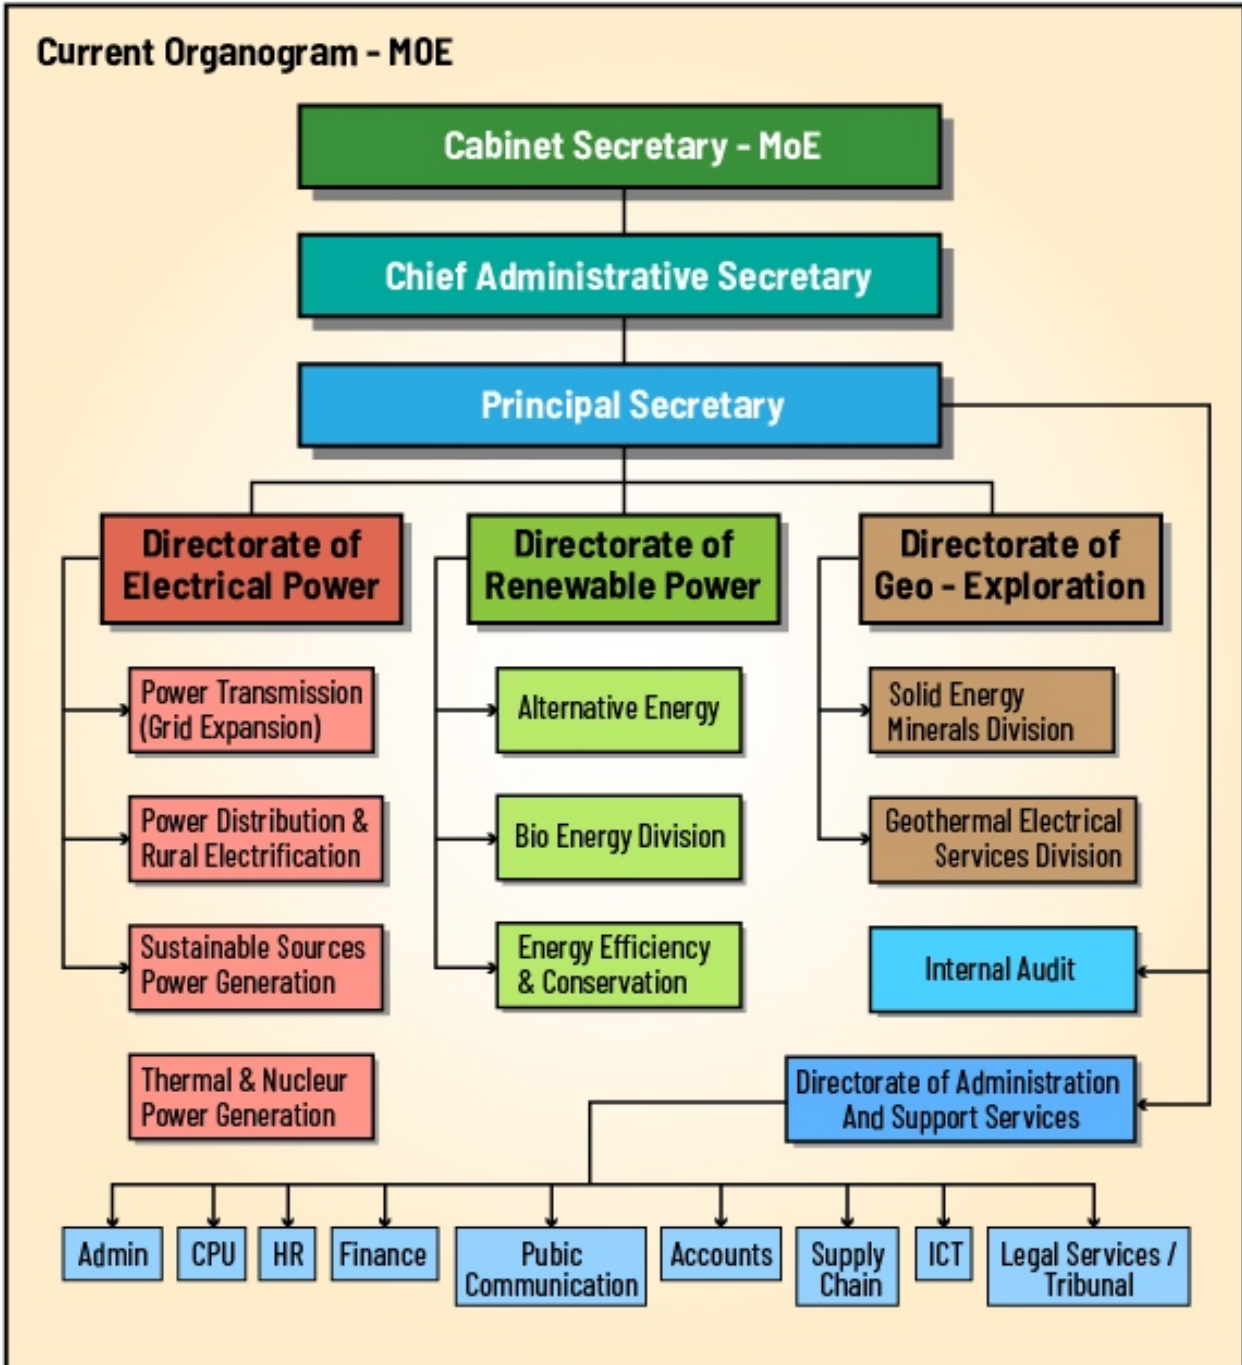 Current Organogram - MOE
Cabinet Secretary - MoE
Chief Administrative Secretary
Principal Secretary
Directorate of
Electrical Power
Directorate of
Renewable Power
Directorate of
Geo - Exploration
Power Transmission
(Grid Expansion)
Alternative Energy
Solid Energy
Minerals Division
Power Distribution &
Rural Electrification
Bio Energy Division
Geothermal Electrical
Services Division
Sustainable Sources
Power Generation
Energy Efficiency
& Conservation
Internal Audit
Thermal & Nucleur
Power Generation
Directorate of Administration
And Support Services
Admin
CPU
HR
Finance
Pubic
Communication
Accounts
Supply
Chain
ICT
Legal Services /
Tribunal